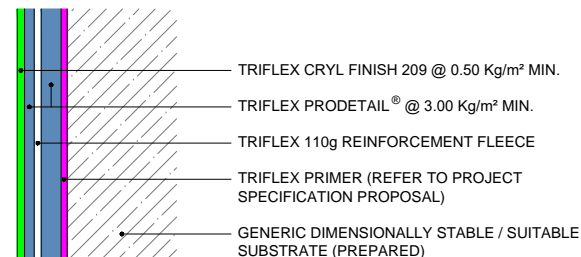 TRIFLEX CRYL FINISH 209 @ 0.50 Kg/m² MIN.
TRIFLEX PRODETAIL® @ 3.00 Kg/m² MIN.
TRIFLEX 110g REINFORCEMENT FLEECE
TRIFLEX PRIMER (REFER TO PROJECT
SPECIFICATION PROPOSAL)
GENERIC DIMENSIONALLY STABLE / SUITABLE
SUBSTRATE (PREPARED)